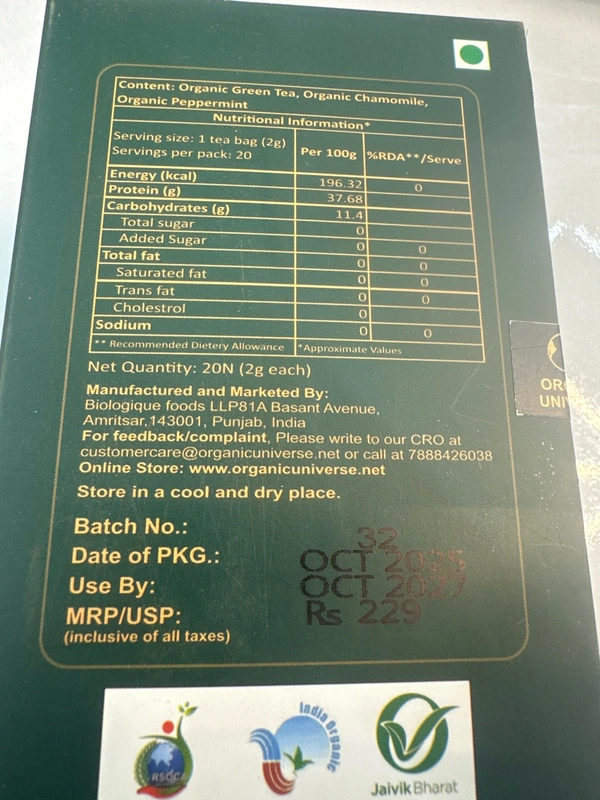 Content: Organic Green Tea, Organic Chamomile,
Organic Peppermint
Nutritional Information*
Serving size: 1 tea bag (2g)
Servings per pack: 20
Per 100g %RDA**/Serve
Energy (kcal) 196.32 0
Protein (g) 37.68
Carbohydrates (g) 11.4
Total sugar 0
Added Sugar 0 0
Total fat 0 0
Saturated fat 0 0
Trans fat 0 0
Cholestrol 0
Sodium 0 0
** Recommended Dietery Allowance *Approximate Values
Net Quantity: 20N (2g each)
Manufactured and Marketed By:
Biologique foods LLP81A Basant Avenue,
Amritsar,143001, Punjab, India
For feedback/complaint, Please write to our CRO at
customercare@organicuniverse.net or call at 7888426038
Online Store: www.organicuniverse.net
Store in a cool and dry place.
Batch No.: 32
Date of PKG.: OCT 2025
Use By: OCT 2027
MRP/USP: Rs 229
(inclusive of all taxes)
RSOCA
India Organic
Jaivik Bharat